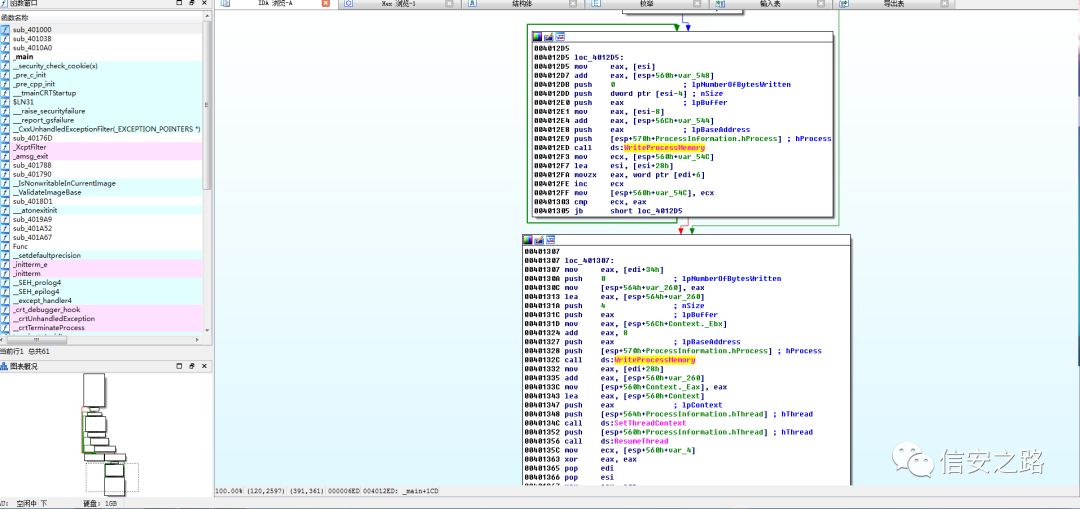 函数窗口
函数名称
sub_401000
sub_401038
sub_4010A0
_main
__security_check_cookie(x)
_pre_c_init
_pre_cpp_init
__tmainCRTStartup
$LN31
___raise_securityfailure
___report_gsfailure
__CxxUnhandledExceptionFilter(_EXCEPTION_POINTERS *)
sub_40176D
_XcptFilter
_amsg_exit
sub_401788
sub_401790
__IsNonwritableInCurrentImage
__ValidateImageBase
sub_4018D1
__atonexitinit
sub_4019A9
sub_401A52
sub_401A67
Func
__setdefaultprecision
_initterm_e
_initterm
__SEH_prolog4
__SEH_epilog4
__except_handler4
_crt_debugger_hook
__crtUnhandledException
__crtTerminateProcess
当前行1 总共61
图表概况
IDA 浏览-A
Hex 浏览-1
结构体
枚举
输入表
导出表
004012D5
004012D5 loc_4012D5:
004012D5 mov eax, [esi]
004012D7 add eax, [esp+560h+var_548]
004012DB push 0 ; lpNumberOfBytesWritten
004012DD push dword ptr [esi-4] ; nSize
004012E0 push eax ; lpBuffer
004012E1 mov eax, [esi-8]
004012E4 add eax, [esp+56Ch+var_544]
004012E8 push eax ; lpBaseAddress
004012E9 push [esp+570h+ProcessInformation.hProcess] ; hProcess
004012ED call ds:WriteProcessMemory
004012F3 mov ecx, [esp+560h+var_54C]
004012F7 lea esi, [esi+28h]
004012FA movzx eax, word ptr [edi+6]
004012FE inc ecx
004012FF mov [esp+560h+var_54C], ecx
00401303 cmp ecx, eax
00401305 jb short loc_4012D5
00401307
00401307 loc_401307:
00401307 mov eax, [edi+34h]
0040130A push 0 ; lpNumberOfBytesWritten
0040130C mov [esp+564h+var_260], eax
00401313 lea eax, [esp+564h+var_260]
0040131A push 4 ; nSize
0040131C push eax ; lpBuffer
0040131D mov eax, [esp+56Ch+Context._Ebx]
00401324 add eax, 8
00401327 push eax ; lpBaseAddress
00401328 push [esp+570h+ProcessInformation.hProcess] ; hProcess
0040132C call ds:WriteProcessMemory
00401332 mov eax, [edi+28h]
00401335 add eax, [esp+560h+var_260]
0040133C mov [esp+560h+Context._Eax], eax
00401343 lea eax, [esp+560h+Context]
00401347 push eax ; lpContext
00401348 push [esp+564h+ProcessInformation.hThread] ; hThread
0040134C call ds:SetThreadContext
00401352 push [esp+560h+ProcessInformation.hThread] ; hThread
00401356 call ds:ResumeThread
0040135C mov ecx, [esp+560h+var_4]
00401363 xor eax, eax
00401365 pop edi
00401366 pop esi
100.00% (120,2597) (391,361) 000006ED 004012ED: _main+1CD
空闲中 下 硬盘: 1GB
信安之路